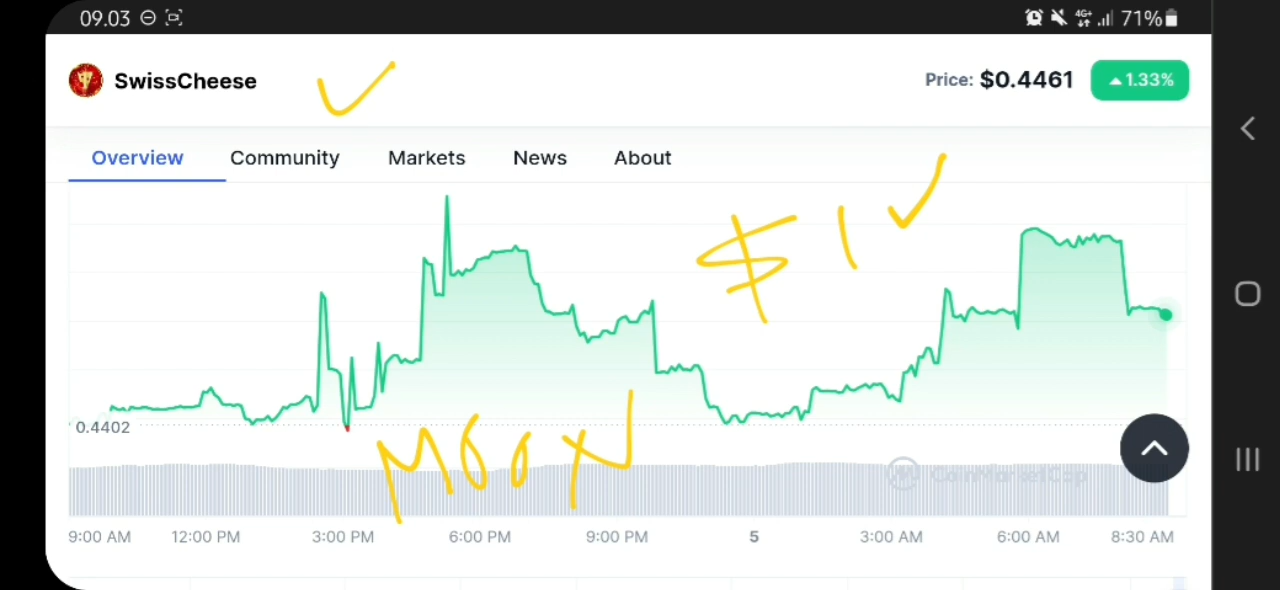 09.03 4G+ 71%
SwissCheese Price: $0.4461 1.33%
Overview Community Markets News About
$1
0.4402
MOON
CoinMarketCap
9:00 AM 12:00 PM 3:00 PM 6:00 PM 9:00 PM 5 3:00 AM 6:00 AM 8:30 AM